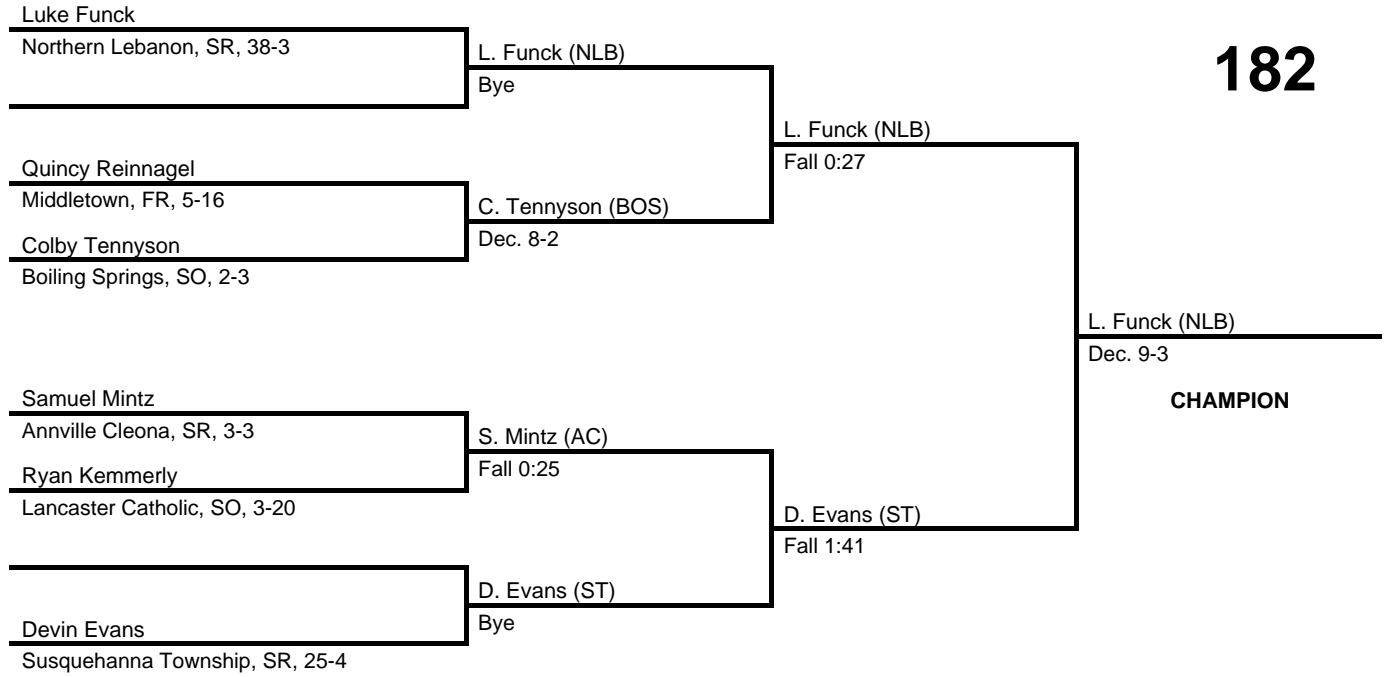 Luke Funck
Northern Lebanon, SR, 38-3
L. Funck (NLB)
Bye
182
L. Funck (NLB)
Fall 0:27
Quincy Reinnagel
Middletown, FR, 5-16
C. Tennyson (BOS)
Dec. 8-2
Colby Tennyson
Boiling Springs, SO, 2-3
L. Funck (NLB)
Dec. 9-3
CHAMPION
Samuel Mintz
Annville Cleona, SR, 3-3
S. Mintz (AC)
Fall 0:25
Ryan Kemmerly
Lancaster Catholic, SO, 3-20
D. Evans (ST)
Fall 1:41
D. Evans (ST)
Bye
Devin Evans
Susquehanna Township, SR, 25-4